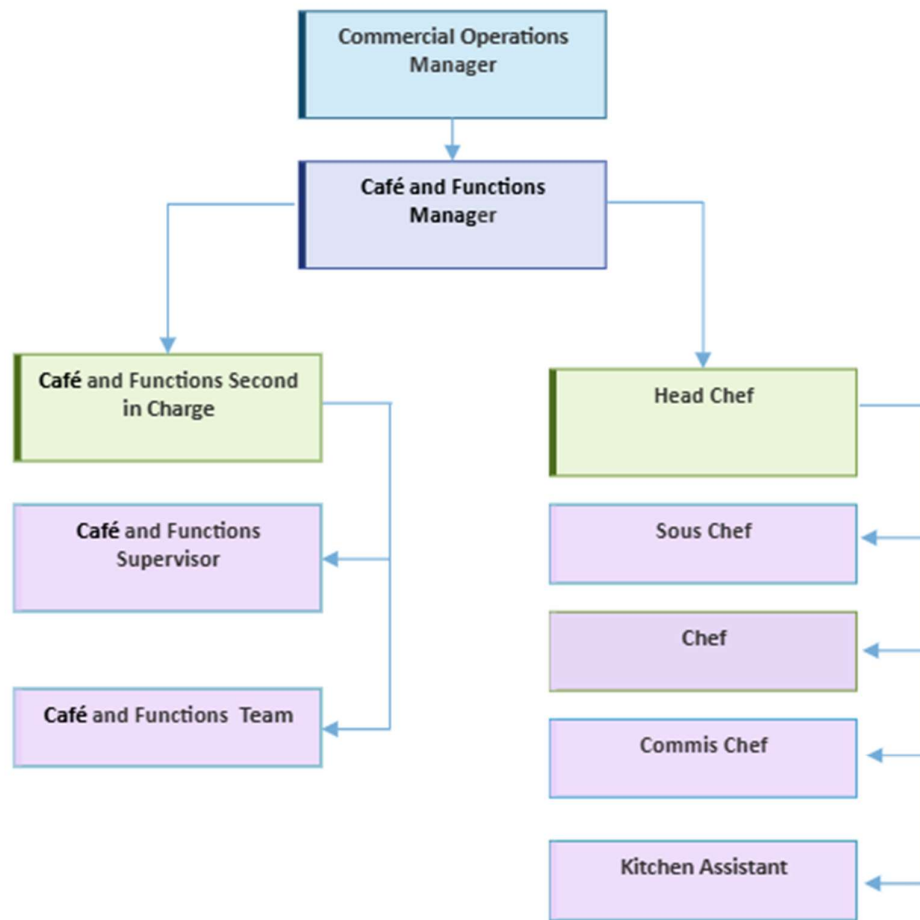 Commercial Operations
Manager
Café and Functions
Manager
Café and Functions Second
in Charge
Café and Functions
Supervisor
Café and Functions  Team
Head Chef
Sous Chef
Chef
Commis Chef
Kitchen Assistant